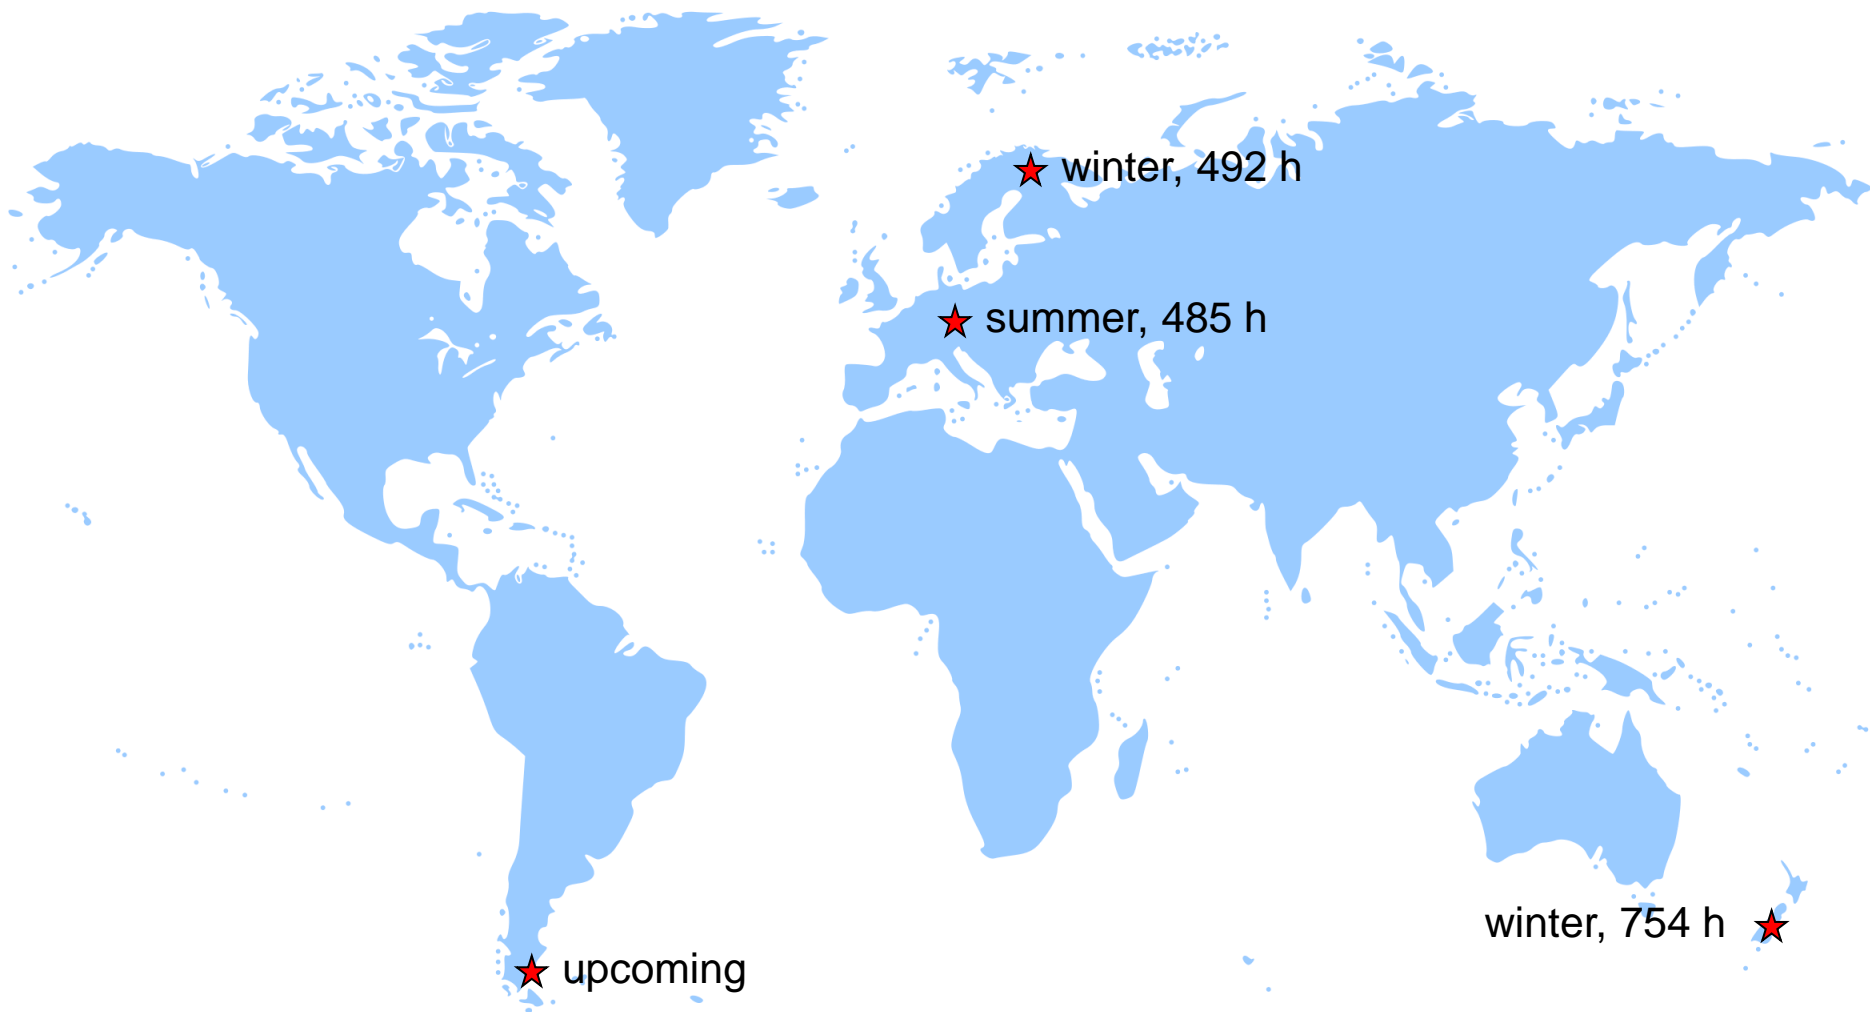 winter, 492 h
summer, 485 h
winter, 754 h
upcoming